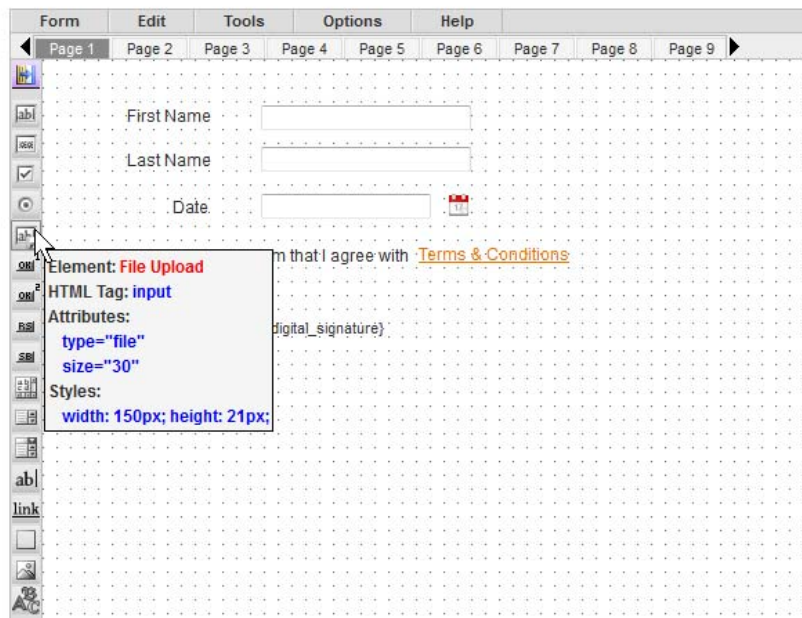 Form Edit Tools Options Help
Page 1 Page 2 Page 3 Page 4 Page 5 Page 6 Page 7 Page 8 Page 9
First Name
Last Name
Date
that I agree with Terms & Conditions
digital_signature}
Element: File Upload
HTML Tag: input
Attributes:
type="file"
size="30"
Styles:
width: 150px; height: 21px;
ab|
link